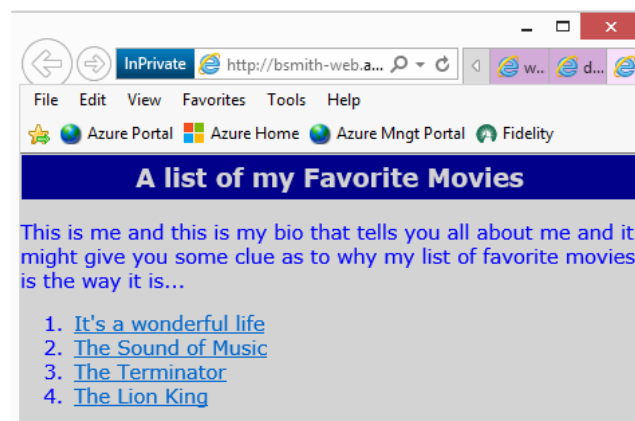 InPrivate http://bsmith-web.a... w.. d...
File Edit View Favorites Tools Help
Azure Portal Azure Home Azure Mngt Portal Fidelity
A list of my Favorite Movies
This is me and this is my bio that tells you all about me and it
might give you some clue as to why my list of favorite movies
is the way it is...
1. It's a wonderful life
2. The Sound of Music
3. The Terminator
4. The Lion King